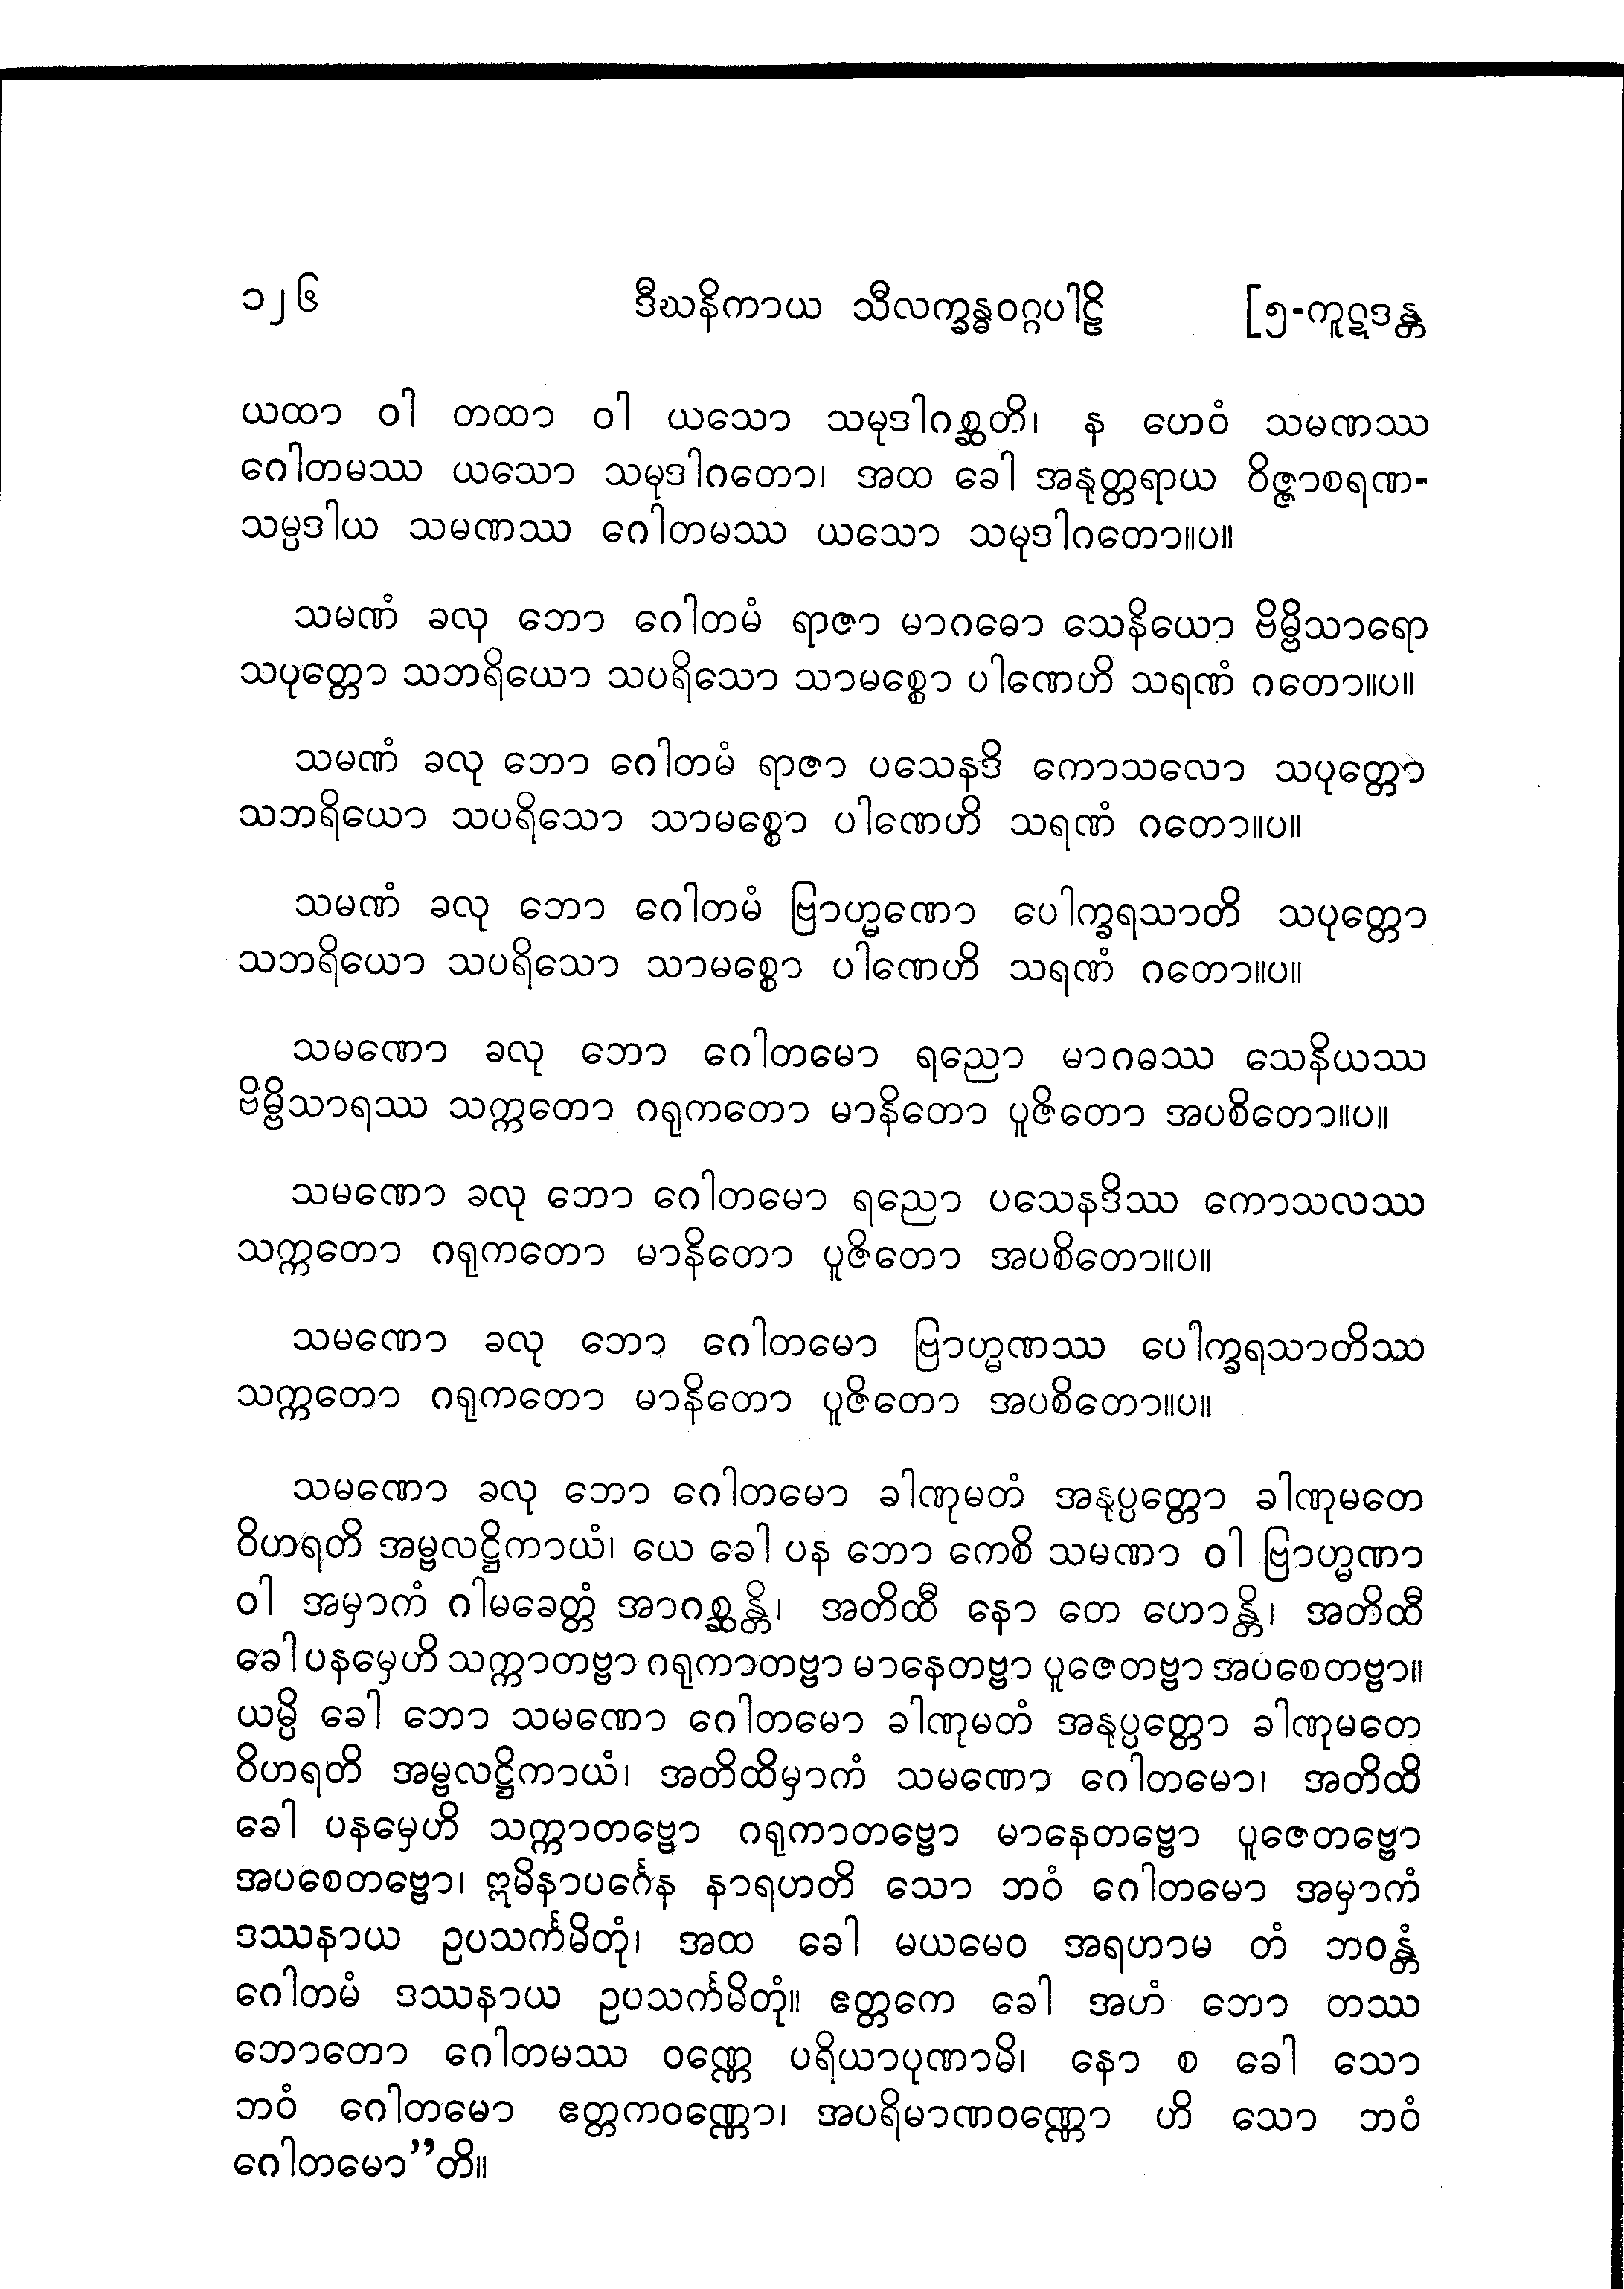 ၁၂၆ ဒီဃနိကာယ သီလက္ခန္ဓဝဂ္ဂပါဠိ [၅-ကူဋဒန္တ
ယထာ ဝါ တထာ ဝါ ယသော သမုဒါဂစ္ဆတိ၊ န ဟေဝံ သမဏဿ
ဂေါတမဿ ယသော သမုဒါဂတော၊ အထ ခေါ အနုတ္တရာယ ဝိဇ္ဇာစရဏ-
သမ္ပဒါယ သမဏဿ ဂေါတမဿ ယသော သမုဒါဂတော။ပ။
သမဏံ ခလု ဘော ဂေါတမံ ရာဇာ မာဂဓော သေနိယော ဗိမ္ဗိသာရော
သပုတ္တော သဘရိယော သပရိသော သာမစ္စော ပါဏေဟိ သရဏံ ဂတော။ပ။
သမဏံ ခလု ဘော ဂေါတမံ ရာဇာ ပသေနဒိ ကောသလော သပုတ္တော
သဘရိယော သပရိသော သာမစ္စော ပါဏေဟိ သရဏံ ဂတော။ပ။
သမဏံ ခလု ဘော ဂေါတမံ ဗြာဟ္မဏော ပေါက္ခရသာတိ သပုတ္တော
သဘရိယော သပရိသော သာမစ္စော ပါဏေဟိ သရဏံ ဂတော။ပ။
သမဏော ခလု ဘော ဂေါတမော ရညော မာဂဓဿ သေနိယဿ
ဗိမ္ဗိသာရဿ သက္ကတော ဂရုကတော မာနိတော ပူဇိတော အပစိတော။ပ။
သမဏော ခလု ဘော ဂေါတမော ရညော ပသေနဒိဿ ကောသလဿ
သက္ကတော ဂရုကတော မာနိတော ပူဇိတော အပစိတော။ပ။
သမဏော ခလု ဘော ဂေါတမော ဗြာဟ္မဏဿ ပေါက္ခရသာတိဿ
သက္ကတော ဂရုကတော မာနိတော ပူဇိတော အပစိတော။ပ။
သမဏော ခလု ဘော ဂေါတမော ခါဏုမတံ အနုပ္ပတ္တော ခါဏုမတေ
ဝိဟရတိ အမ္ဗလဋ္ဌိကာယံ၊ ယေ ခေါ ပန ဘော ကေစိ သမဏာ ဝါ ဗြာဟ္မဏာ
ဝါ အမှာကံ ဂါမခေတ္တံ အာဂစ္ဆန္တိ၊ အတိထီ နော တေ ဟောန္တိ၊ အတိထီ
ခေါ ပနမှေဟိ သက္ကာတဗ္ဗာ ဂရုကာတဗ္ဗာ မာနေတဗ္ဗာ ပူဇေတဗ္ဗာ အပစေတဗ္ဗာ။
ယမ္ပိ ခေါ ဘော သမဏော ဂေါတမော ခါဏုမတံ အနုပ္ပတ္တော ခါဏုမတေ
ဝိဟရတိ အမ္ဗလဋ္ဌိကာယံ၊ အတိထိမှာကံ သမဏော ဂေါတမော၊ အတိထိ
ခေါ ပနမှေဟိ သက္ကာတဗ္ဗော ဂရုကာတဗ္ဗော မာနေတဗ္ဗော ပူဇေတဗ္ဗော
အပစေတဗ္ဗော၊ ဣမိနာပင်္ဂေန နာရဟတိ သော ဘဝံ ဂေါတမော အမှာကံ
ဒဿနာယ ဥပသင်္ကမိတုံ၊ အထ ခေါ မယမေဝ အရဟာမ တံ ဘဝန္တံ
ဂေါတမံ ဒဿနာယ ဥပသင်္ကမိတုံ။ ဧတ္တကေ ခေါ အဟံ ဘော တဿ
ဘောတော ဂေါတမဿ ဝဏ္ဏေ ပရိယာပုဏာမိ၊ နော စ ခေါ သော
ဘဝံ ဂေါတမော ဧတ္တကဝဏ္ဏော၊ အပရိမာဏဝဏ္ဏော ဟိ သော ဘဝံ
ဂေါတမော”တိ။